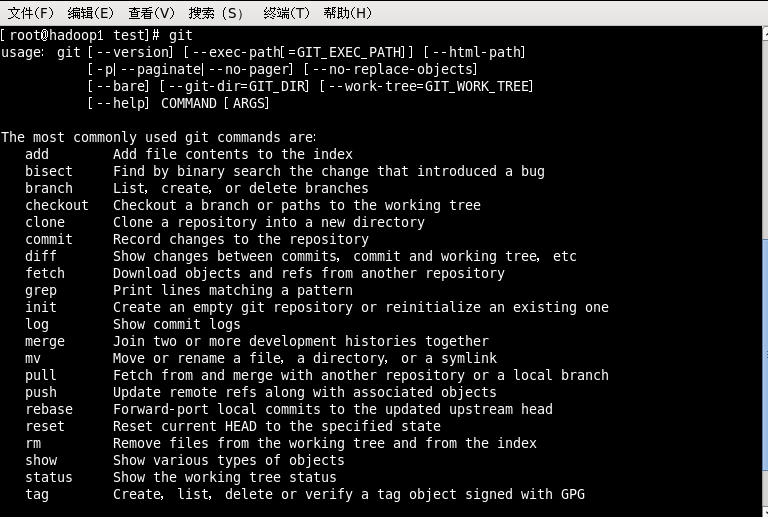 文件(F) 编辑(E) 查看(V) 搜索 (S) 终端(T) 帮助(H)
[root@hadoop1 test]# git
usage: git [--version] [--exec-path[=GIT_EXEC_PATH]] [--html-path]
[-p|--paginate|--no-pager] [--no-replace-objects]
[--bare] [--git-dir=GIT_DIR] [--work-tree=GIT_WORK_TREE]
[--help] COMMAND [ARGS]
The most commonly used git commands are:
add Add file contents to the index
bisect Find by binary search the change that introduced a bug
branch List, create, or delete branches
checkout Checkout a branch or paths to the working tree
clone Clone a repository into a new directory
commit Record changes to the repository
diff Show changes between commits, commit and working tree, etc
fetch Download objects and refs from another repository
grep Print lines matching a pattern
init Create an empty git repository or reinitialize an existing one
log Show commit logs
merge Join two or more development histories together
mv Move or rename a file, a directory, or a symlink
pull Fetch from and merge with another repository or a local branch
push Update remote refs along with associated objects
rebase Forward-port local commits to the updated upstream head
reset Reset current HEAD to the specified state
rm Remove files from the working tree and from the index
show Show various types of objects
status Show the working tree status
tag Create, list, delete or verify a tag object signed with GPG